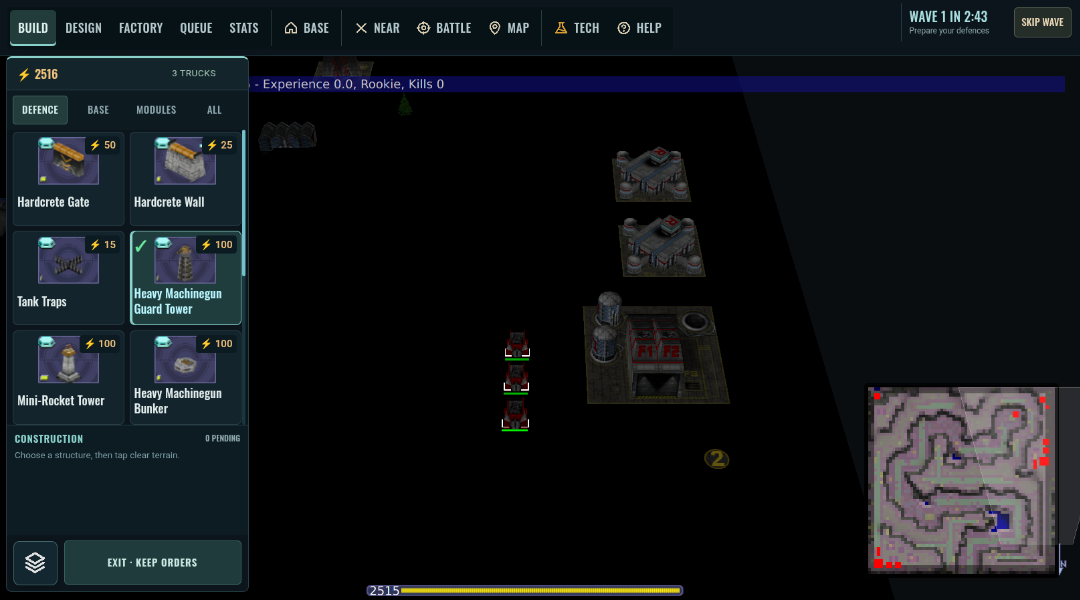 BUILD DESIGN FACTORY QUEUE STATS BASE NEAR BATTLE MAP TECH HELP
WAVE 1 IN 2:43
Prepare your defences
SKIP WAVE
2516
3 TRUCKS
- Experience 0.0, Rookie, Kills 0
DEFENCE BASE MODULES ALL
50
Hardcrete Gate
25
Hardcrete Wall
15
Tank Traps
100
Heavy Machinegun
Guard Tower
100
Mini-Rocket Tower
100
Heavy Machinegun
Bunker
CONSTRUCTION
0 PENDING
Choose a structure, then tap clear terrain.
EXIT - KEEP ORDERS
F1 F2
2
2515
N